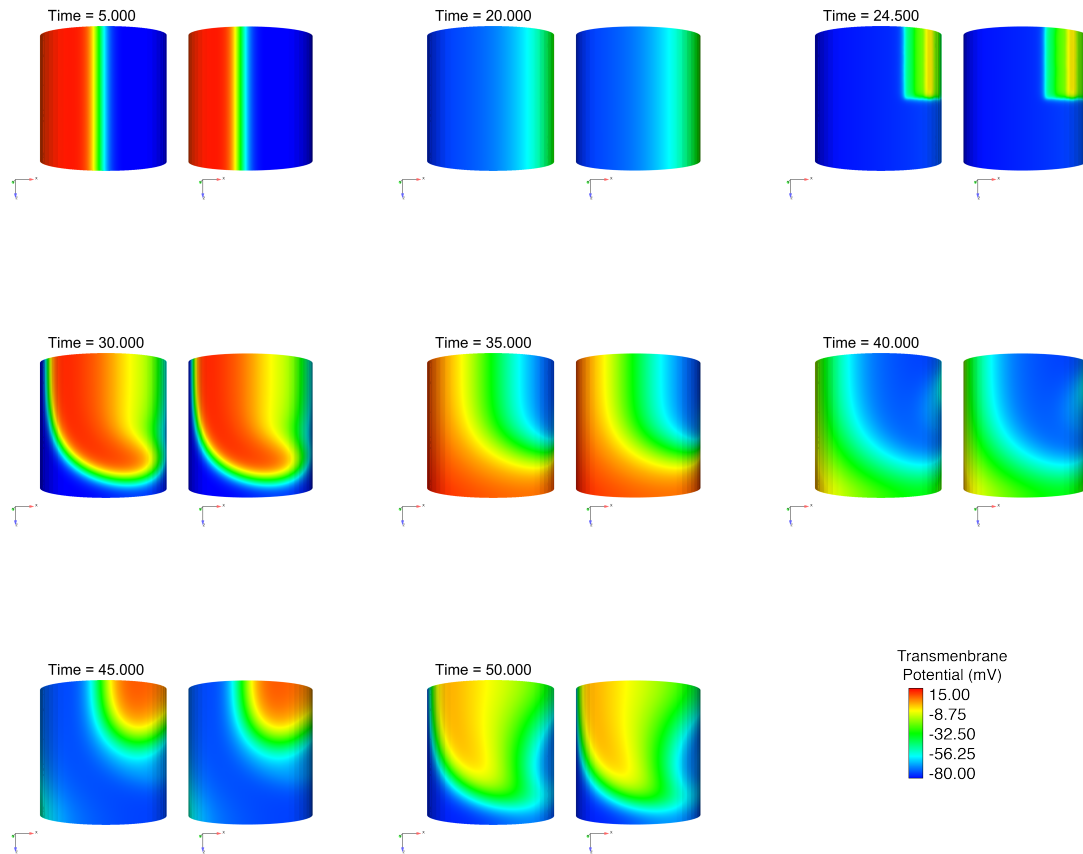 Time = 5.000
Time = 20.000
Time = 24.500
Time = 30.000
Time = 35.000
Time = 40.000
Time = 45.000
Time = 50.000
Transmenbrane
Potential (mV)
15.00
-8.75
-32.50
-56.25
-80.00